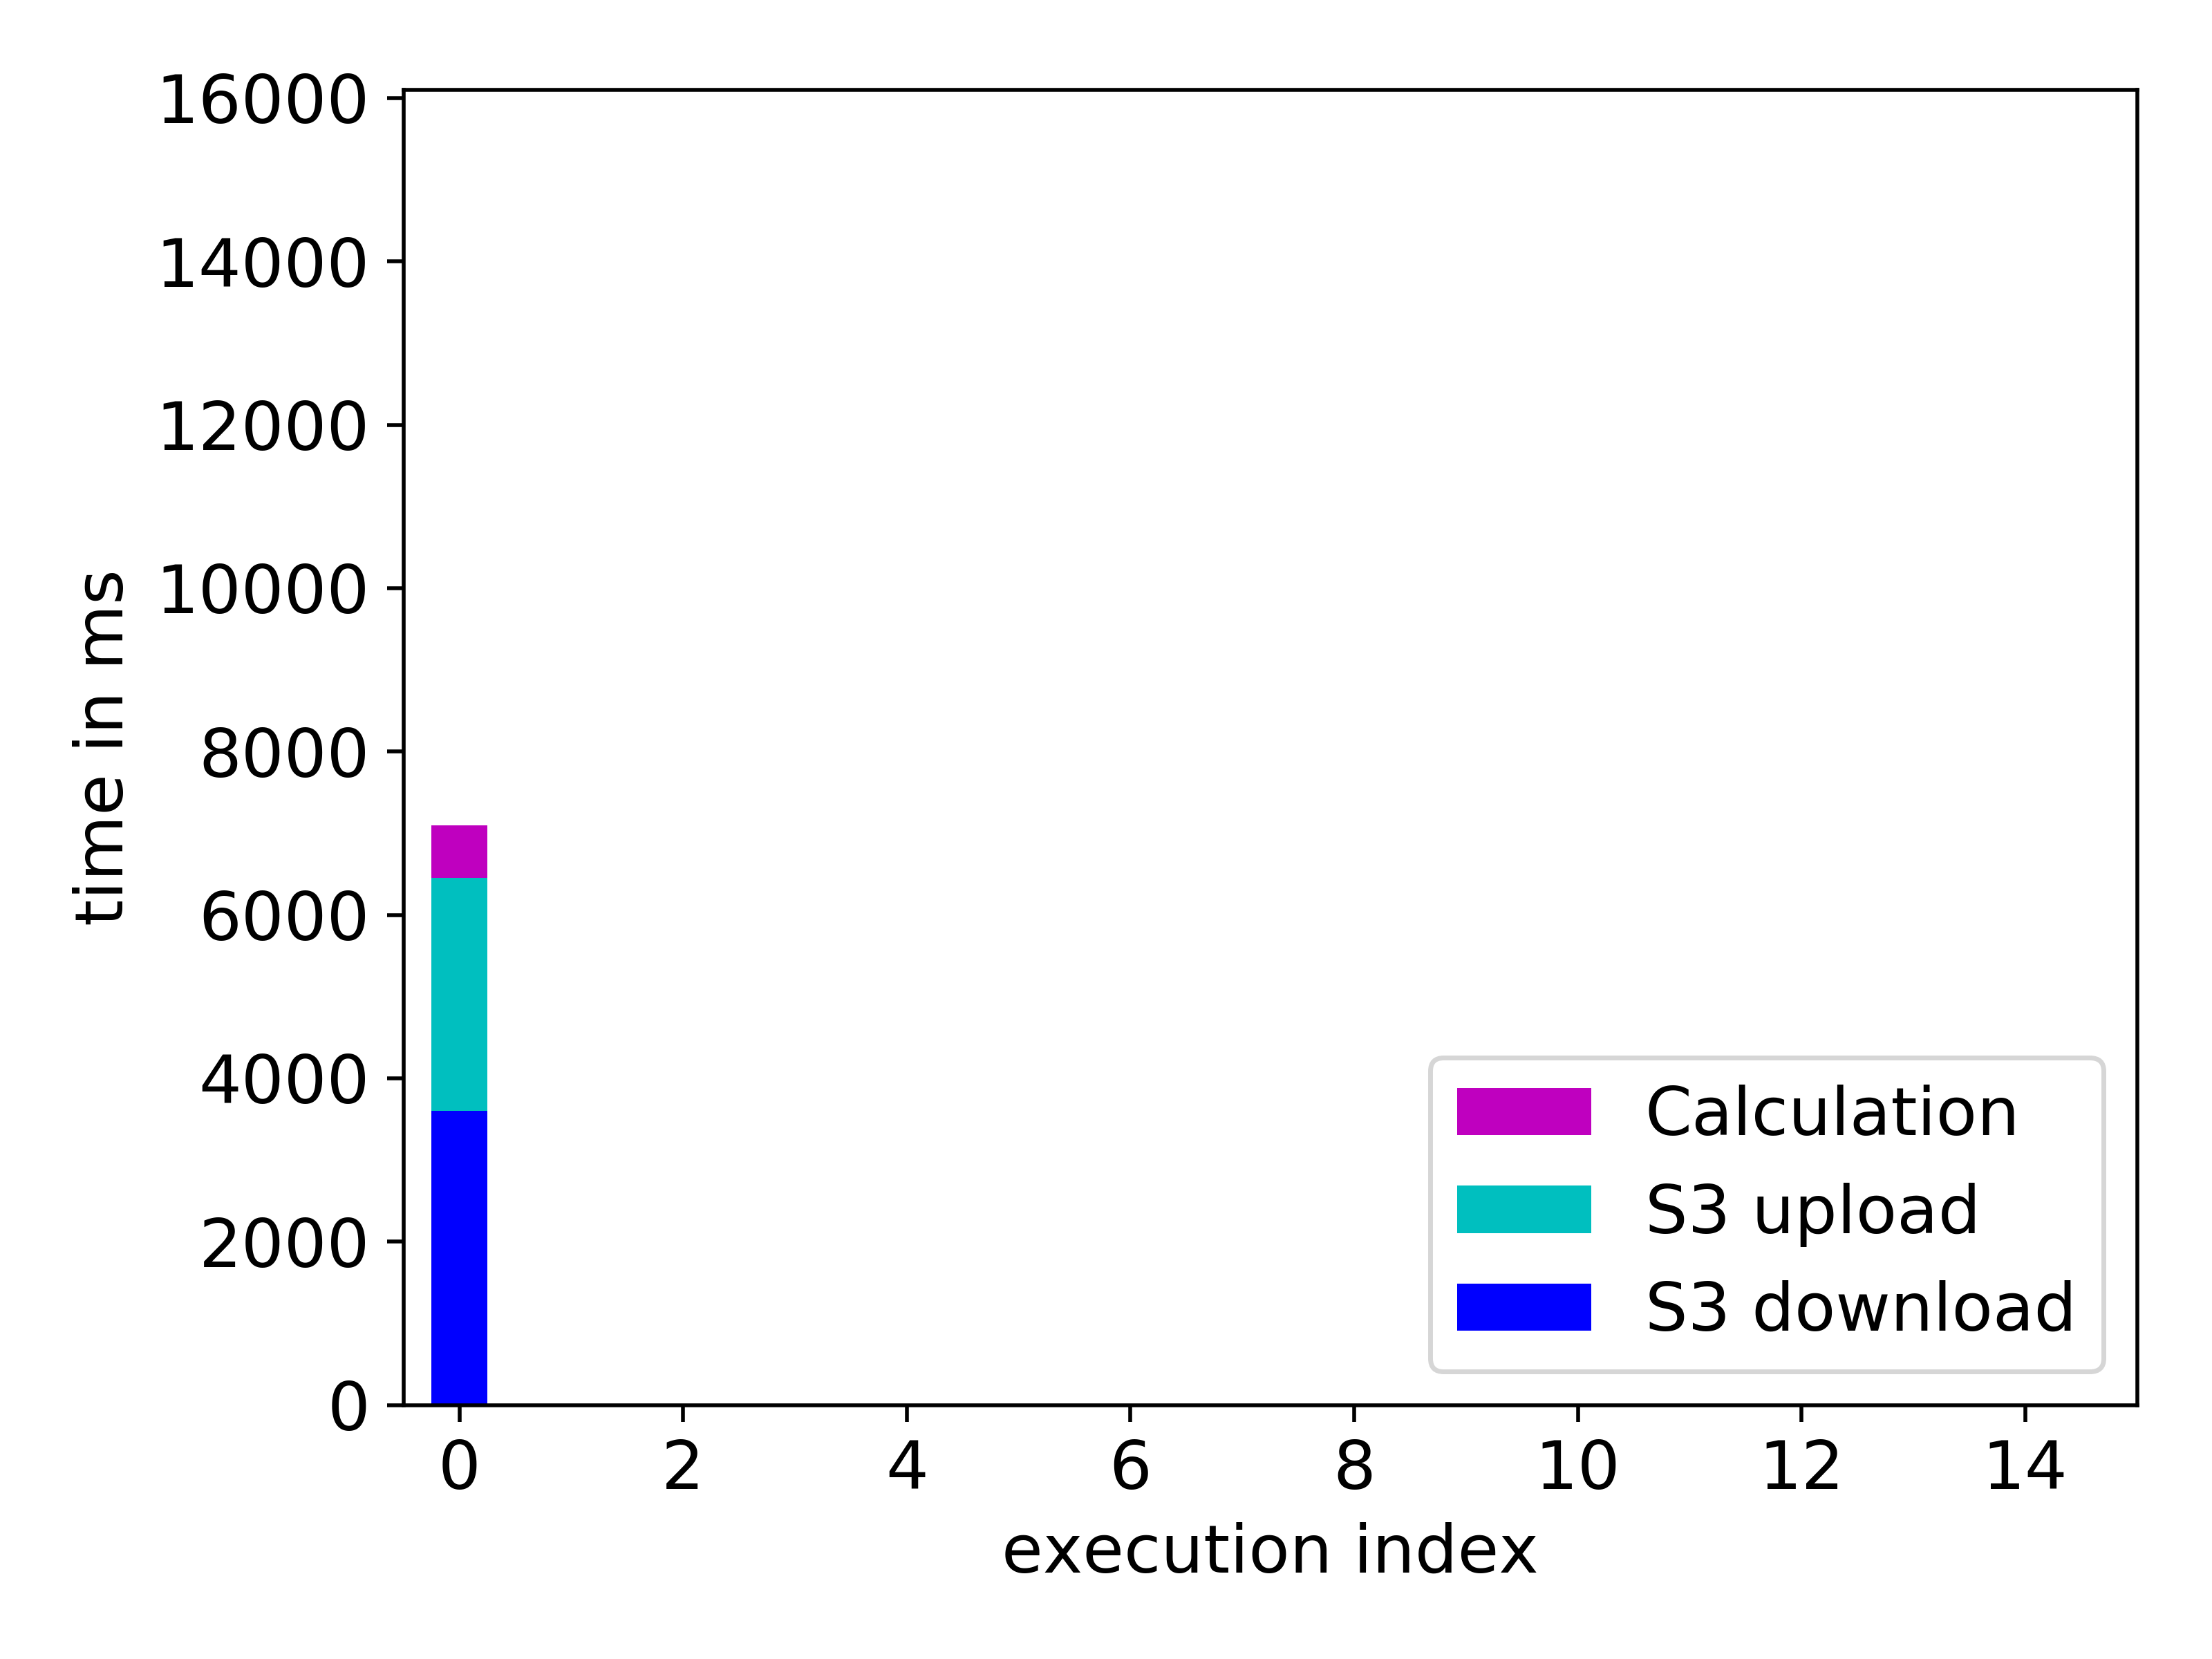 16000
14000
12000
10000
8000
6000
4000
2000
0
time in ms
Calculation
S3 upload
S3 download
0 2 4 6 8 10 12 14
execution index